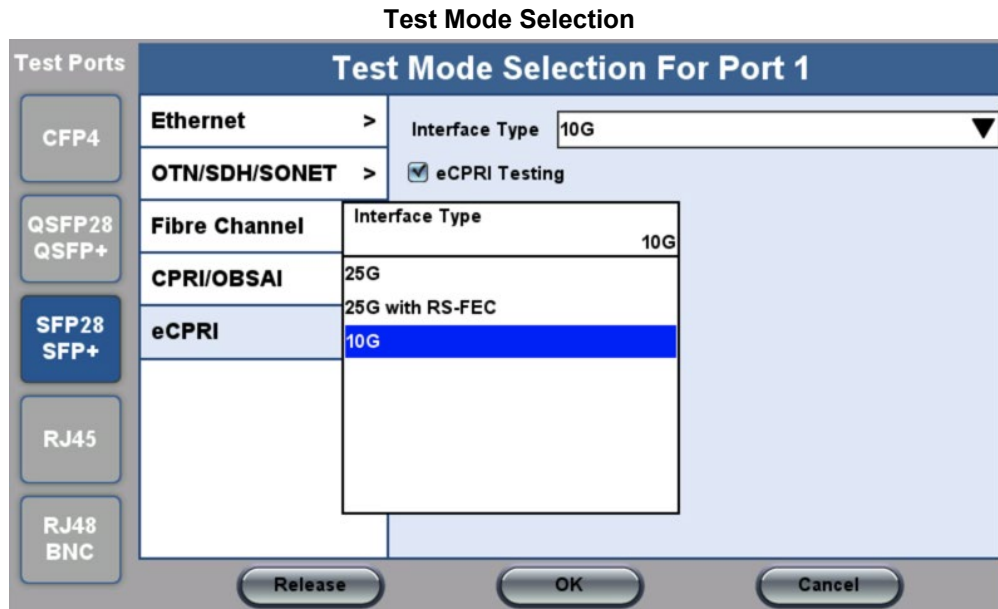 Test Mode Selection
Test Ports
Test Mode Selection For Port 1
CFP4
QSFP28
QSFP+
SFP28
SFP+
RJ45
RJ48
BNC
Ethernet >
OTN/SDH/SONET >
Fibre Channel
CPRI/OBSAI
eCPRI
Interface Type 10G
eCPRI Testing
Interface Type
10G
25G
25G with RS-FEC
10G
Release
OK
Cancel